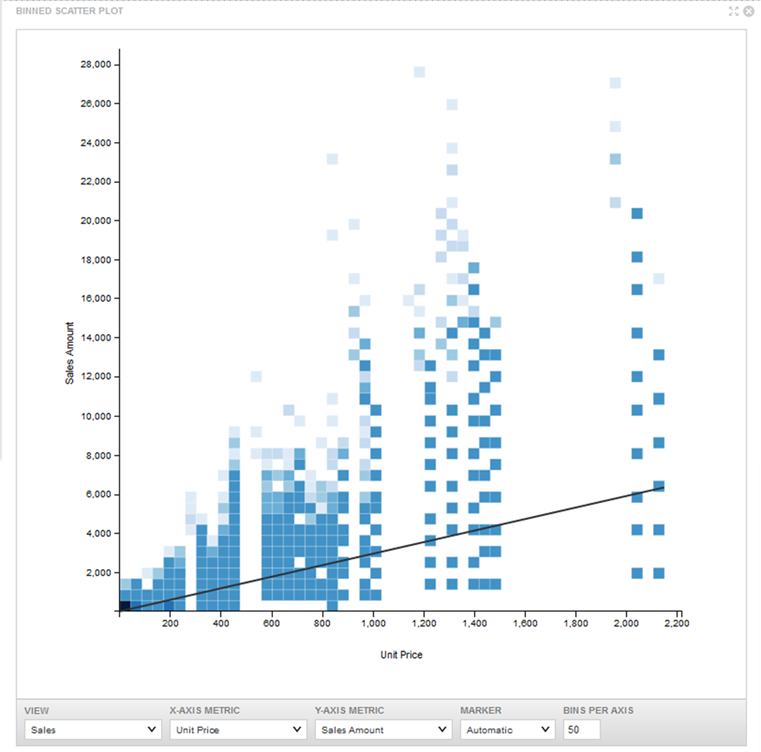 BINNED SCATTER PLOT
28,000
26,000
24,000
22,000
20,000
18,000
16,000
14,000
12,000
10,000
8,000
6,000
4,000
2,000
Sales Amount
200 400 600 800 1,000 1,200 1,400 1,600 1,800 2,000 2,200
Unit Price
VIEW X-AXIS METRIC Y-AXIS METRIC MARKER BINS PER AXIS
Sales Unit Price Sales Amount Automatic 50